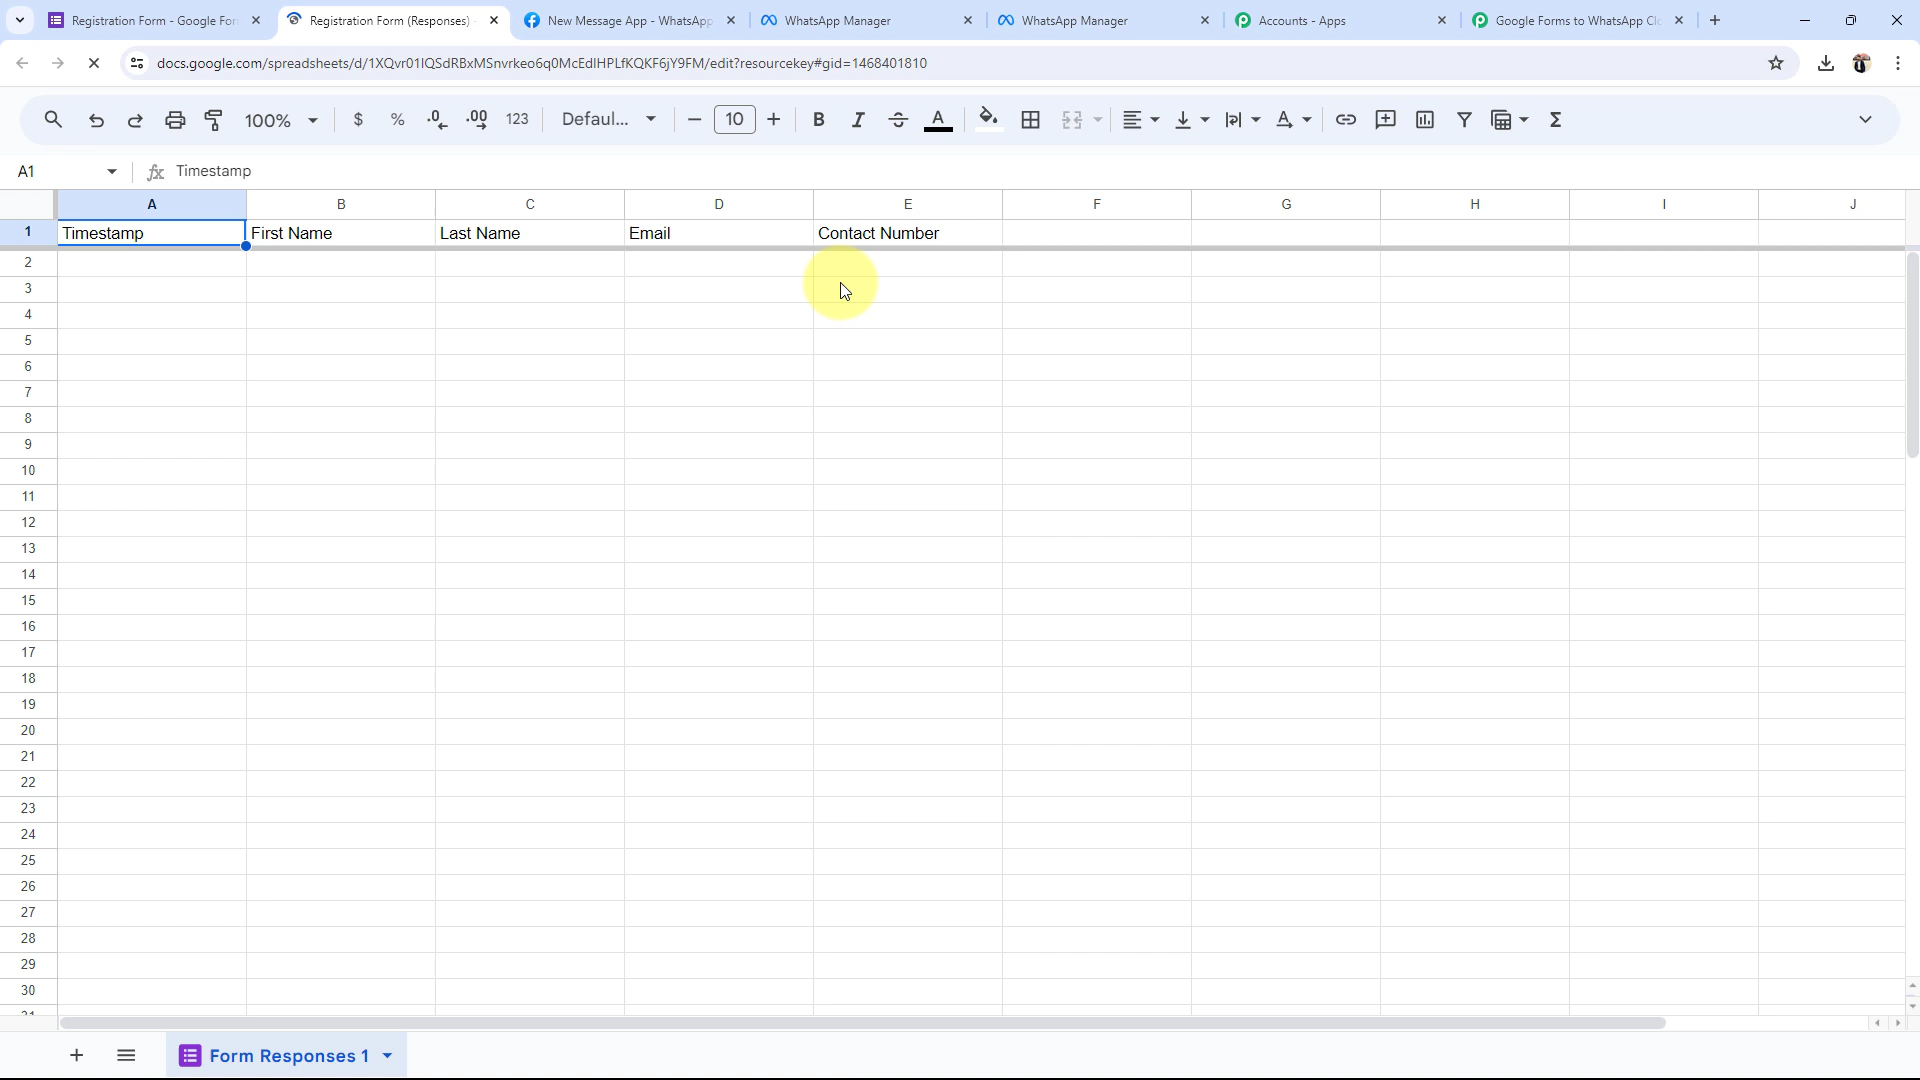 Registration Form - Google For
Registration Form (Responses) -
New Message App - WhatsApp
WhatsApp Manager
WhatsApp Manager
Accounts - Apps
Google Forms to WhatsApp Clo
docs.google.com/spreadsheets/d/1XQvr01IQSdRBxMSnvrkeo6q0McEdIHPLfKQKF6jY9FM/edit?resourcekey#gid=1468401810
100% $ % .0 .00 123 Defaul... 10 B I S A A Σ
A1 fx Timestamp
A B C D E F G H I J
1 Timestamp First Name Last Name Email Contact Number
2
3
4
5
6
7
8
9
10
11
12
13
14
15
16
17
18
19
20
21
22
23
24
25
26
27
28
29
30
31
Form Responses 1